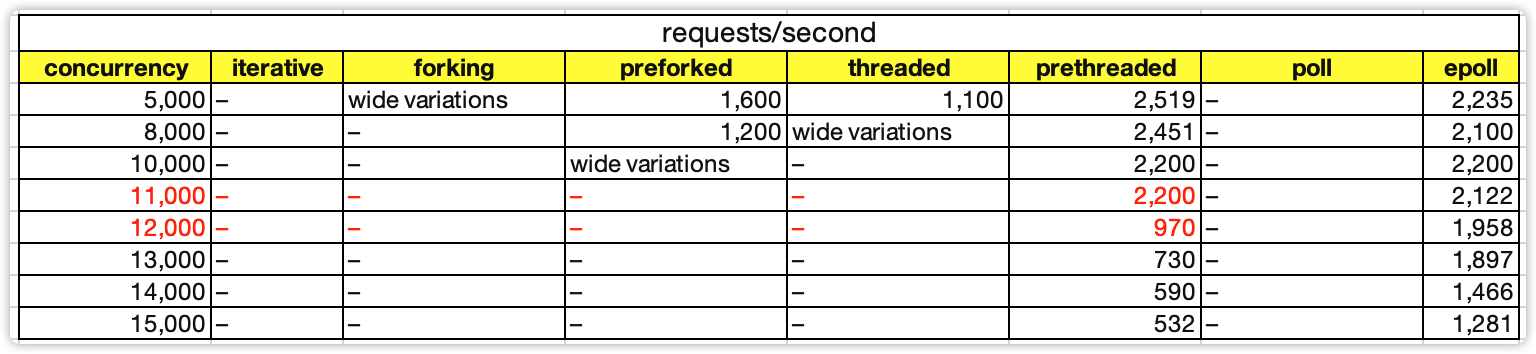 requests/second
concurrency iterative forking preforked threaded prethreaded poll epoll
5,000 – wide variations 1,600 1,100 2,519 – 2,235
8,000 – – 1,200 wide variations 2,451 – 2,100
10,000 – – wide variations – 2,200 – 2,200
11,000 – – – – 2,200 – 2,122
12,000 – – – – 970 – 1,958
13,000 – – – – 730 – 1,897
14,000 – – – – 590 – 1,466
15,000 – – – – 532 – 1,281